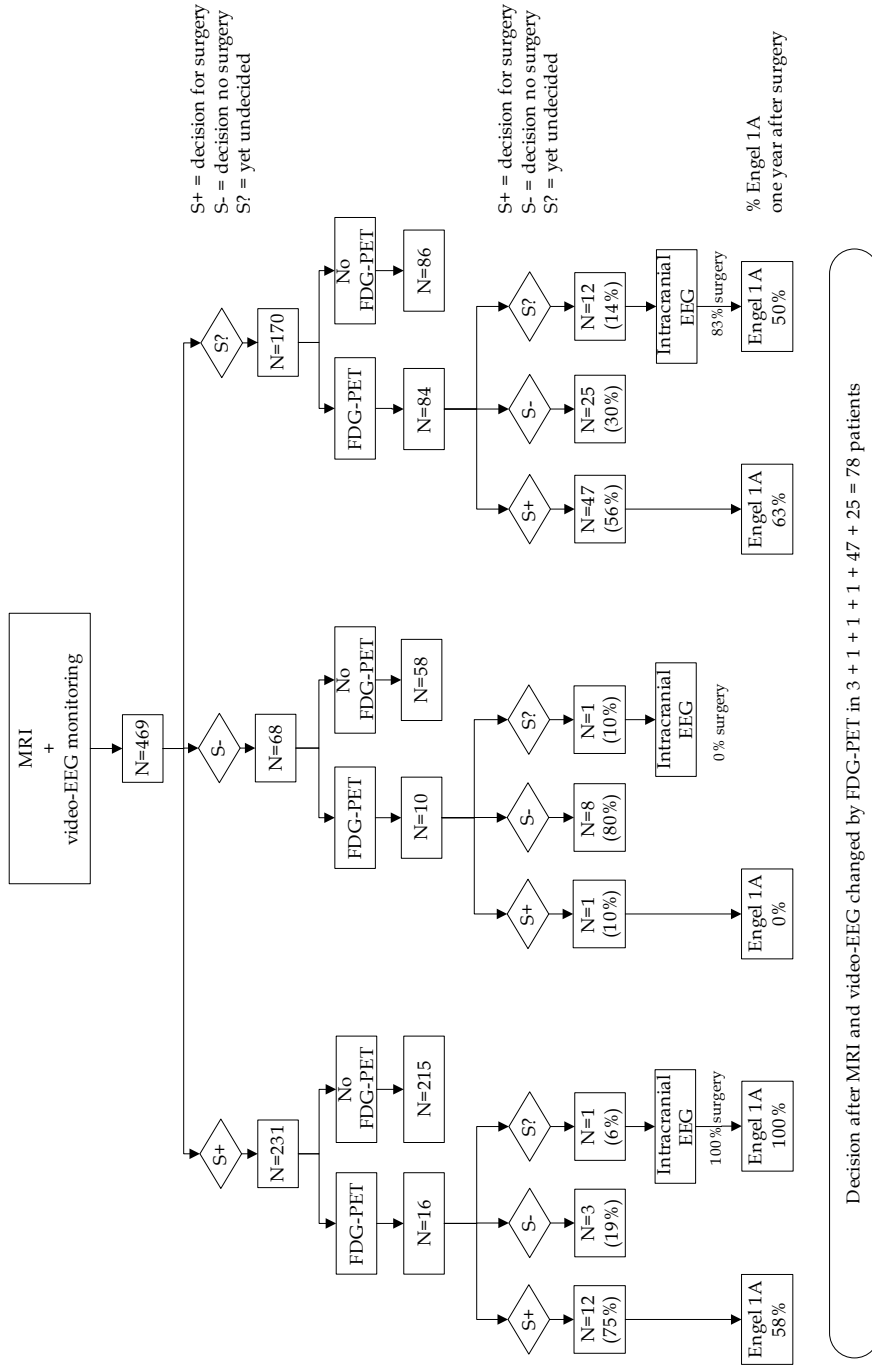 MRI
+
video-EEG monitoring
N=469
S+ = decision for surgery
S- = decision no surgery
S? = yet undecided
S+
S-
S?
N=231
N=68
N=170
FDG-PET
No
FDG-PET
FDG-PET
No
FDG-PET
FDG-PET
No
FDG-PET
N=16
N=215
N=10
N=58
N=84
N=86
S+ = decision for surgery
S- = decision no surgery
S? = yet undecided
S+
S-
S?
S+
S-
S?
S+
S-
S?
N=12
(75%)
N=3
(19%)
N=1
(6%)
N=1
(10%)
N=8
(80%)
N=1
(10%)
N=47
(56%)
N=25
(30%)
N=12
(14%)
Intracranial
EEG
Intracranial
EEG
Intracranial
EEG
100% surgery
0% surgery
83% surgery
Engel 1A
58%
Engel 1A
100%
Engel 1A
0%
Engel 1A
63%
Engel 1A
50%
% Engel 1A
one year after surgery
Decision after MRI and video-EEG changed by FDG-PET in 3 + 1 + 1 + 1 + 47 + 25 = 78 patients